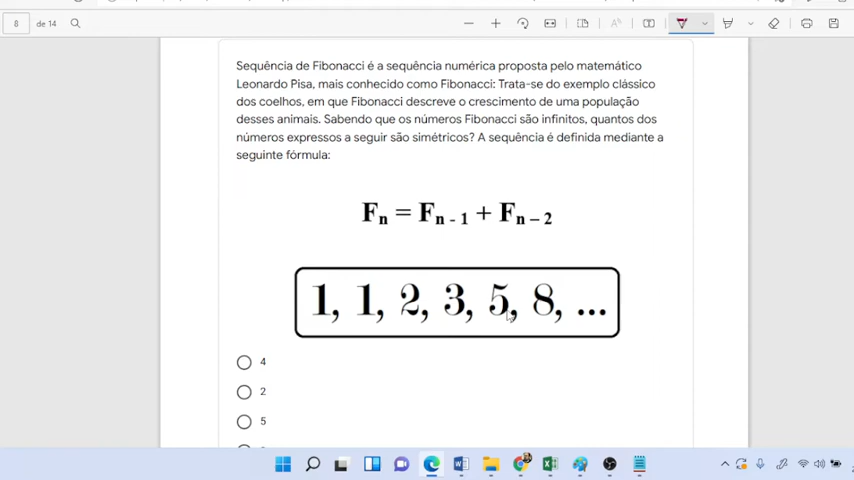 8 de 14
Sequência de Fibonacci é a sequência numérica proposta pelo matemático
Leonardo Pisa, mais conhecido como Fibonacci: Trata-se do exemplo clássico
dos coelhos, em que Fibonacci descreve o crescimento de uma população
desses animais. Sabendo que os números Fibonacci são infinitos, quantos dos
números expressos a seguir são simétricos? A sequência é definida mediante a
seguinte fórmula:
Fn = Fn - 1 + Fn – 2
1, 1, 2, 3, 5, 8, ...
4
2
5